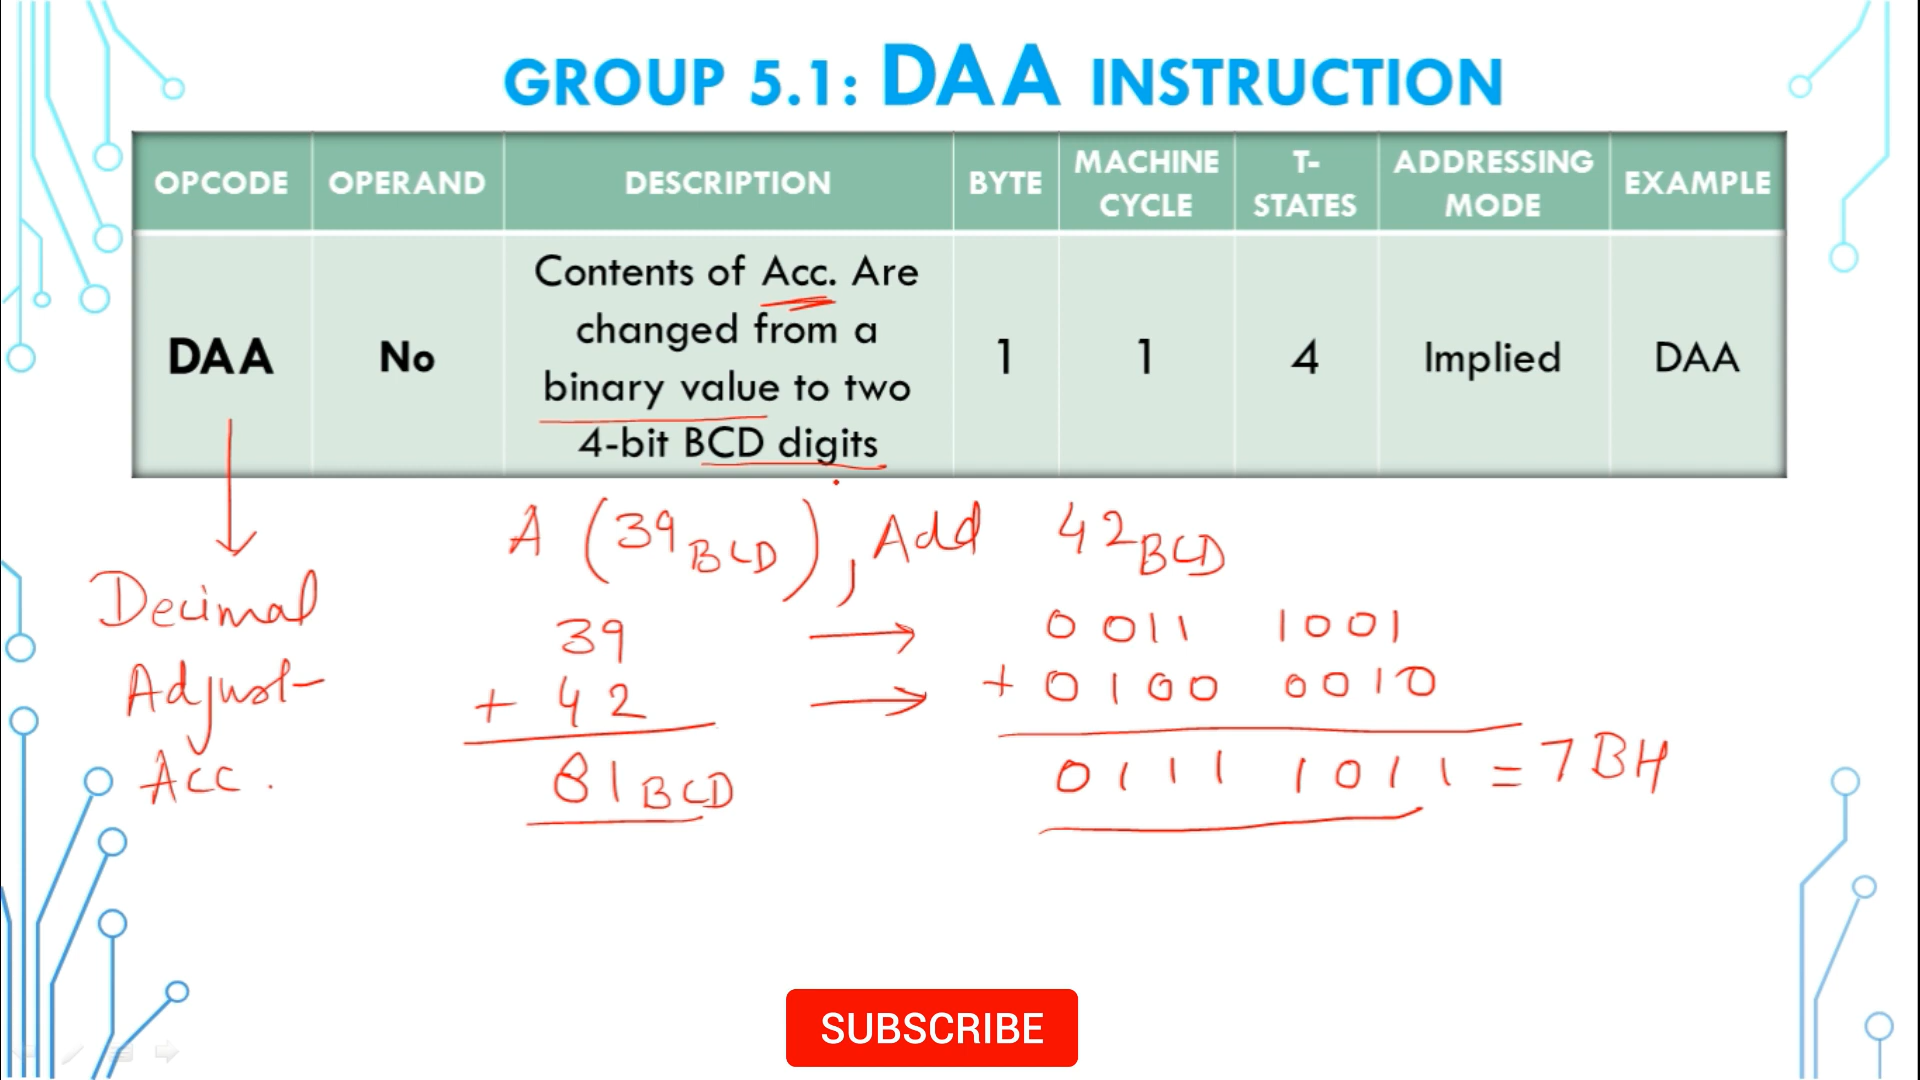 GROUP 5.1: DAA INSTRUCTION
OPCODE OPERAND DESCRIPTION BYTE MACHINE CYCLE T-STATES ADDRESSING MODE EXAMPLE
DAA No Contents of Acc. Are changed from a binary value to two 4-bit BCD digits 1 1 4 Implied DAA
A (39BCD), Add 42BCD
Decimal
Adjust
Acc.
39 → 0011 1001
+ 42 → + 0100 0010
81BCD 0111 1011 = 7BH
SUBSCRIBE